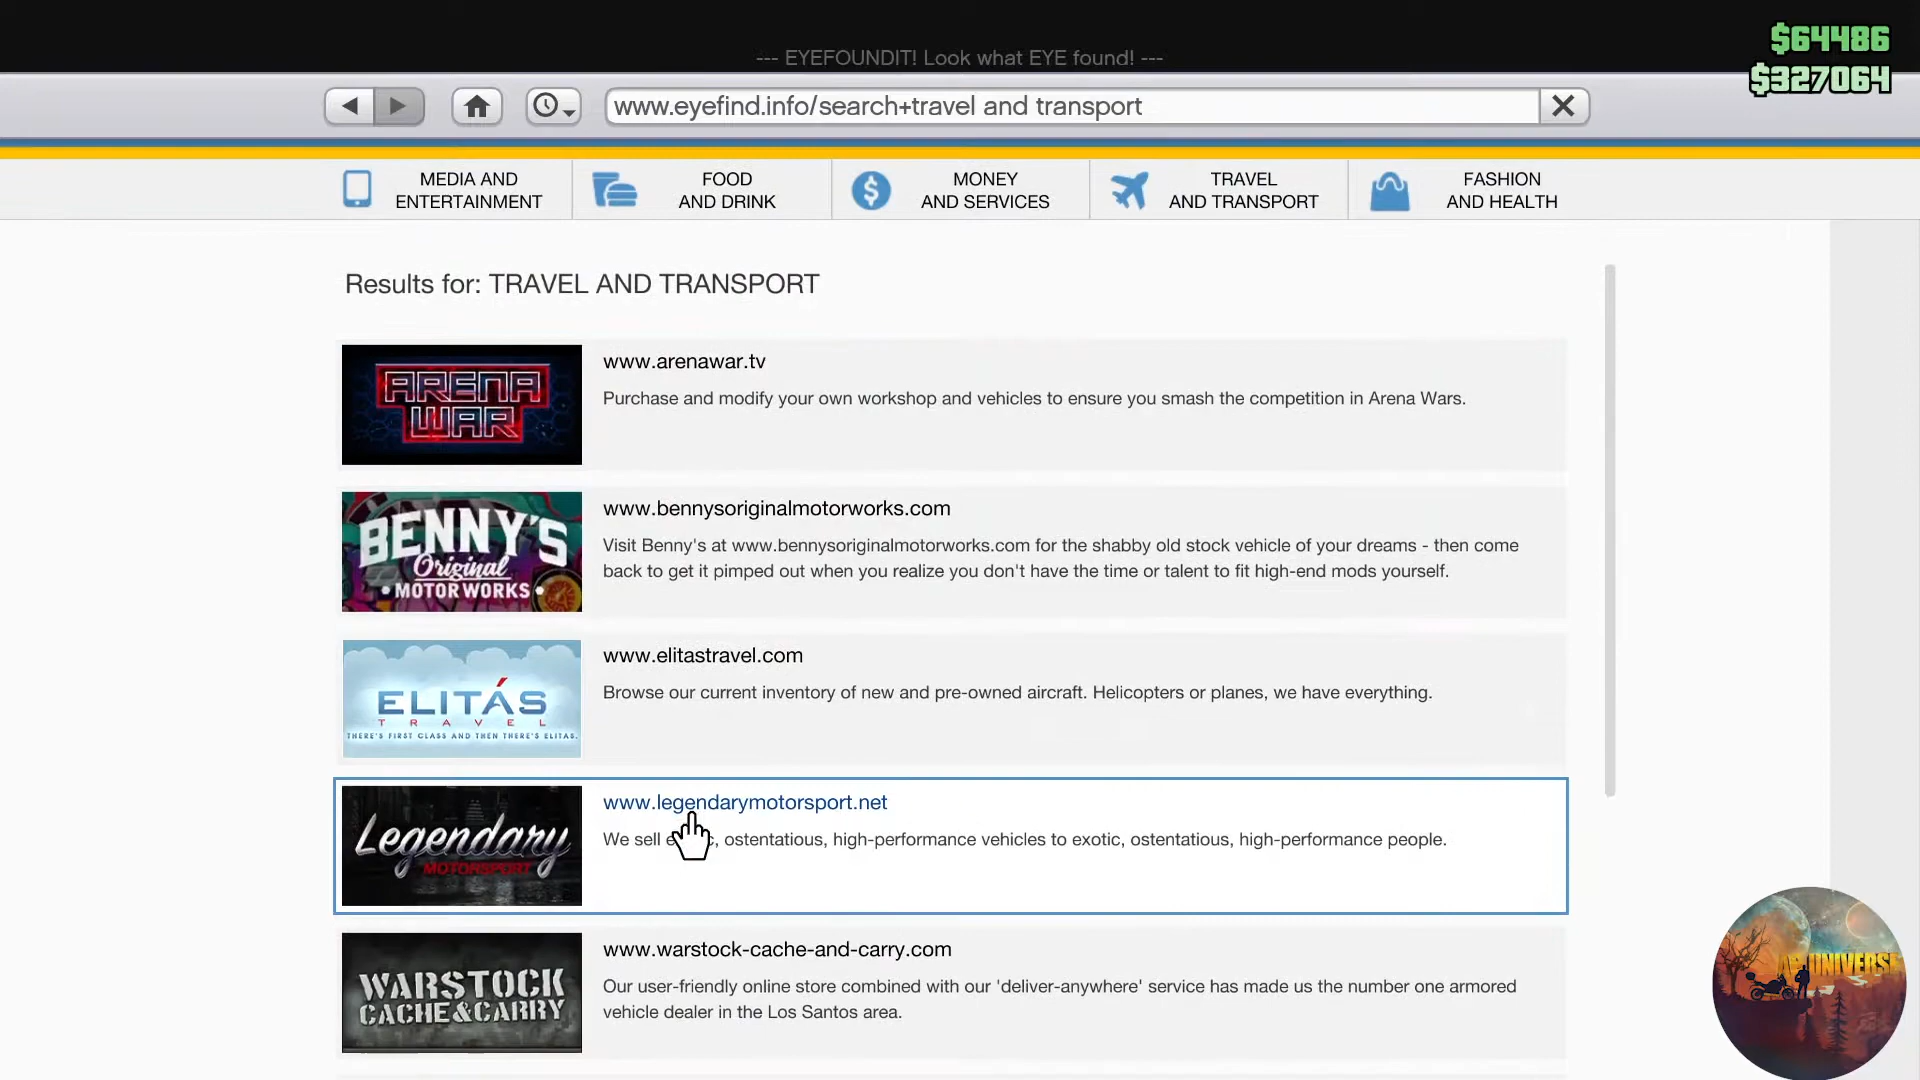 $64486
--- EYEFOUNDIT! Look what EYE found! ---
$327064
www.eyefind.info/search+travel and transport
MEDIA AND
ENTERTAINMENT
FOOD
AND DRINK
MONEY
AND SERVICES
TRAVEL
AND TRANSPORT
FASHION
AND HEALTH
Results for: TRAVEL AND TRANSPORT
ARENA
WAR
www.arenawar.tv
Purchase and modify your own workshop and vehicles to ensure you smash the competition in Arena Wars.
BENNY'S
Original
MOTORWORKS
www.bennysoriginalmotorworks.com
Visit Benny's at www.bennysoriginalmotorworks.com for the shabby old stock vehicle of your dreams - then come
back to get it pimped out when you realize you don't have the time or talent to fit high-end mods yourself.
ELITÁS
TRAVEL
THERE'S FIRST CLASS AND THEN THERE'S ELITAS.
www.elitastravel.com
Browse our current inventory of new and pre-owned aircraft. Helicopters or planes, we have everything.
Legendary
MOTORSPORT
www.legendarymotorsport.net
We sell ostentatious, high-performance vehicles to exotic, ostentatious, high-performance people.
WARSTOCK
CACHE&CARRY
www.warstock-cache-and-carry.com
Our user-friendly online store combined with our 'deliver-anywhere' service has made us the number one armored
vehicle dealer in the Los Santos area.